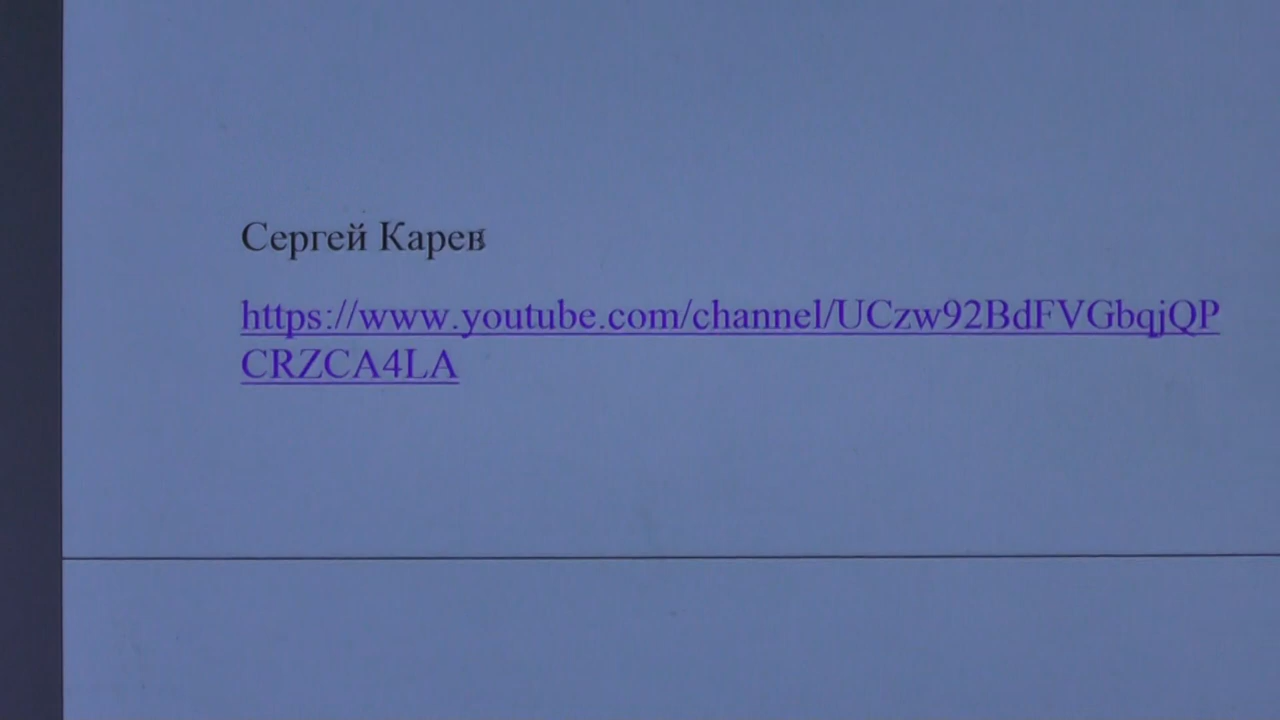 Сергей Карев
https://www.youtube.com/channel/UCzw92BdFVGbqjQP
CRZCA4LA